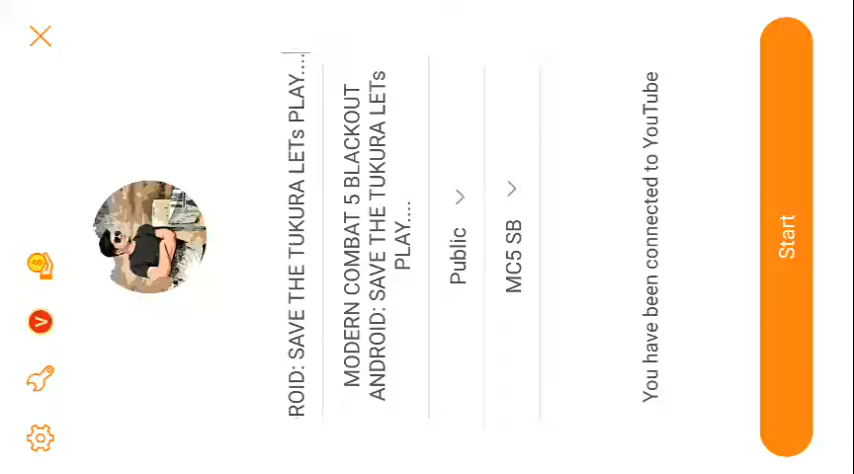 ROID: SAVE THE TUKURA LETs PLAY....
MODERN COMBAT 5 BLACKOUT
ANDROID: SAVE THE TUKURA LETs
PLAY....
Public
MC5 SB
You have been connected to YouTube
Start